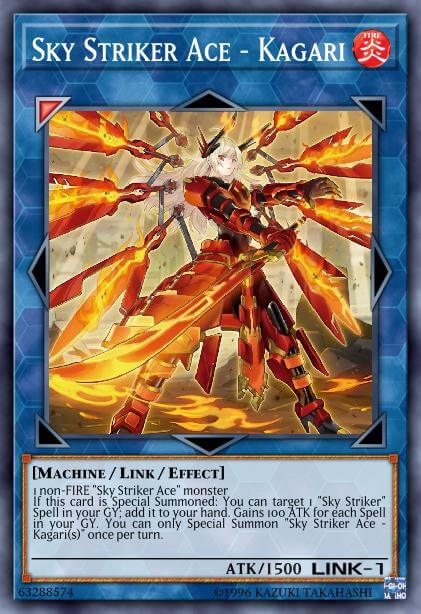 Sky Striker Ace - Kagari
FIRE
炎
[Machine / Link / Effect]
1 non-FIRE "Sky Striker Ace" monster
If this card is Special Summoned: You can target 1 "Sky Striker"
Spell in your GY; add it to your hand. Gains 100 ATK for each Spell
in your GY. You can only Special Summon "Sky Striker Ace -
Kagari(s)" once per turn.
ATK/1500 LINK-1
63288574
©1996 KAZUKI TAKAHASHI